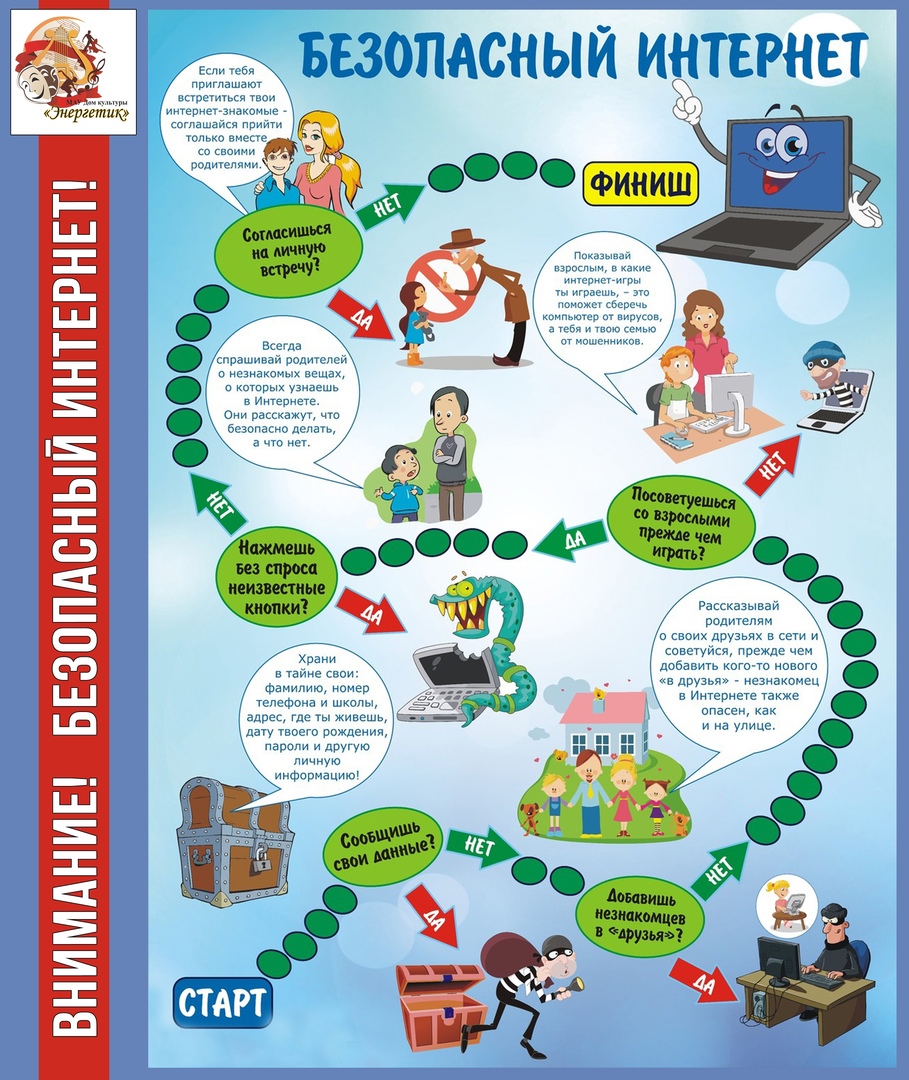 МАУ Дом культуры
«Энергетик»
ВНИМАНИЕ! БЕЗОПАСНЫЙ ИНТЕРНЕТ!
БЕЗОПАСНЫЙ ИНТЕРНЕТ
Если тебя
приглашают
встретиться твои
интернет-знакомые -
соглашайся прийти
только вместе
со своими
родителями.
НЕТ
ФИНИШ
Согласишься
на личную
встречу?
ДА
Показывай
взрослым, в какие
интернет-игры
ты играешь, – это
поможет сберечь
компьютер от вирусов,
а тебя и твою семью
от мошенников.
Всегда
спрашивай родителей
о незнакомых вещах,
о которых узнаешь
в Интернете.
Они расскажут, что
безопасно делать,
а что нет.
НЕТ
Посоветуешься
со взрослыми
прежде чем
играть?
НЕТ
ДА
Нажмешь
без спроса
неизвестные
кнопки?
ДА
Рассказывай
родителям
о своих друзьях в сети и
советуйся, прежде чем
добавить кого-то нового
«в друзья» - незнакомец
в Интернете также
опасен, как
и на улице.
Храни
в тайне свои:
фамилию, номер
телефона и школы,
адрес, где ты живешь,
дату твоего рождения,
пароли и другую
личную
информацию!
Сообщишь
свои данные?
НЕТ
НЕТ
ДА
Добавишь
незнакомцев
в «друзья»?
ДА
СТАРТ